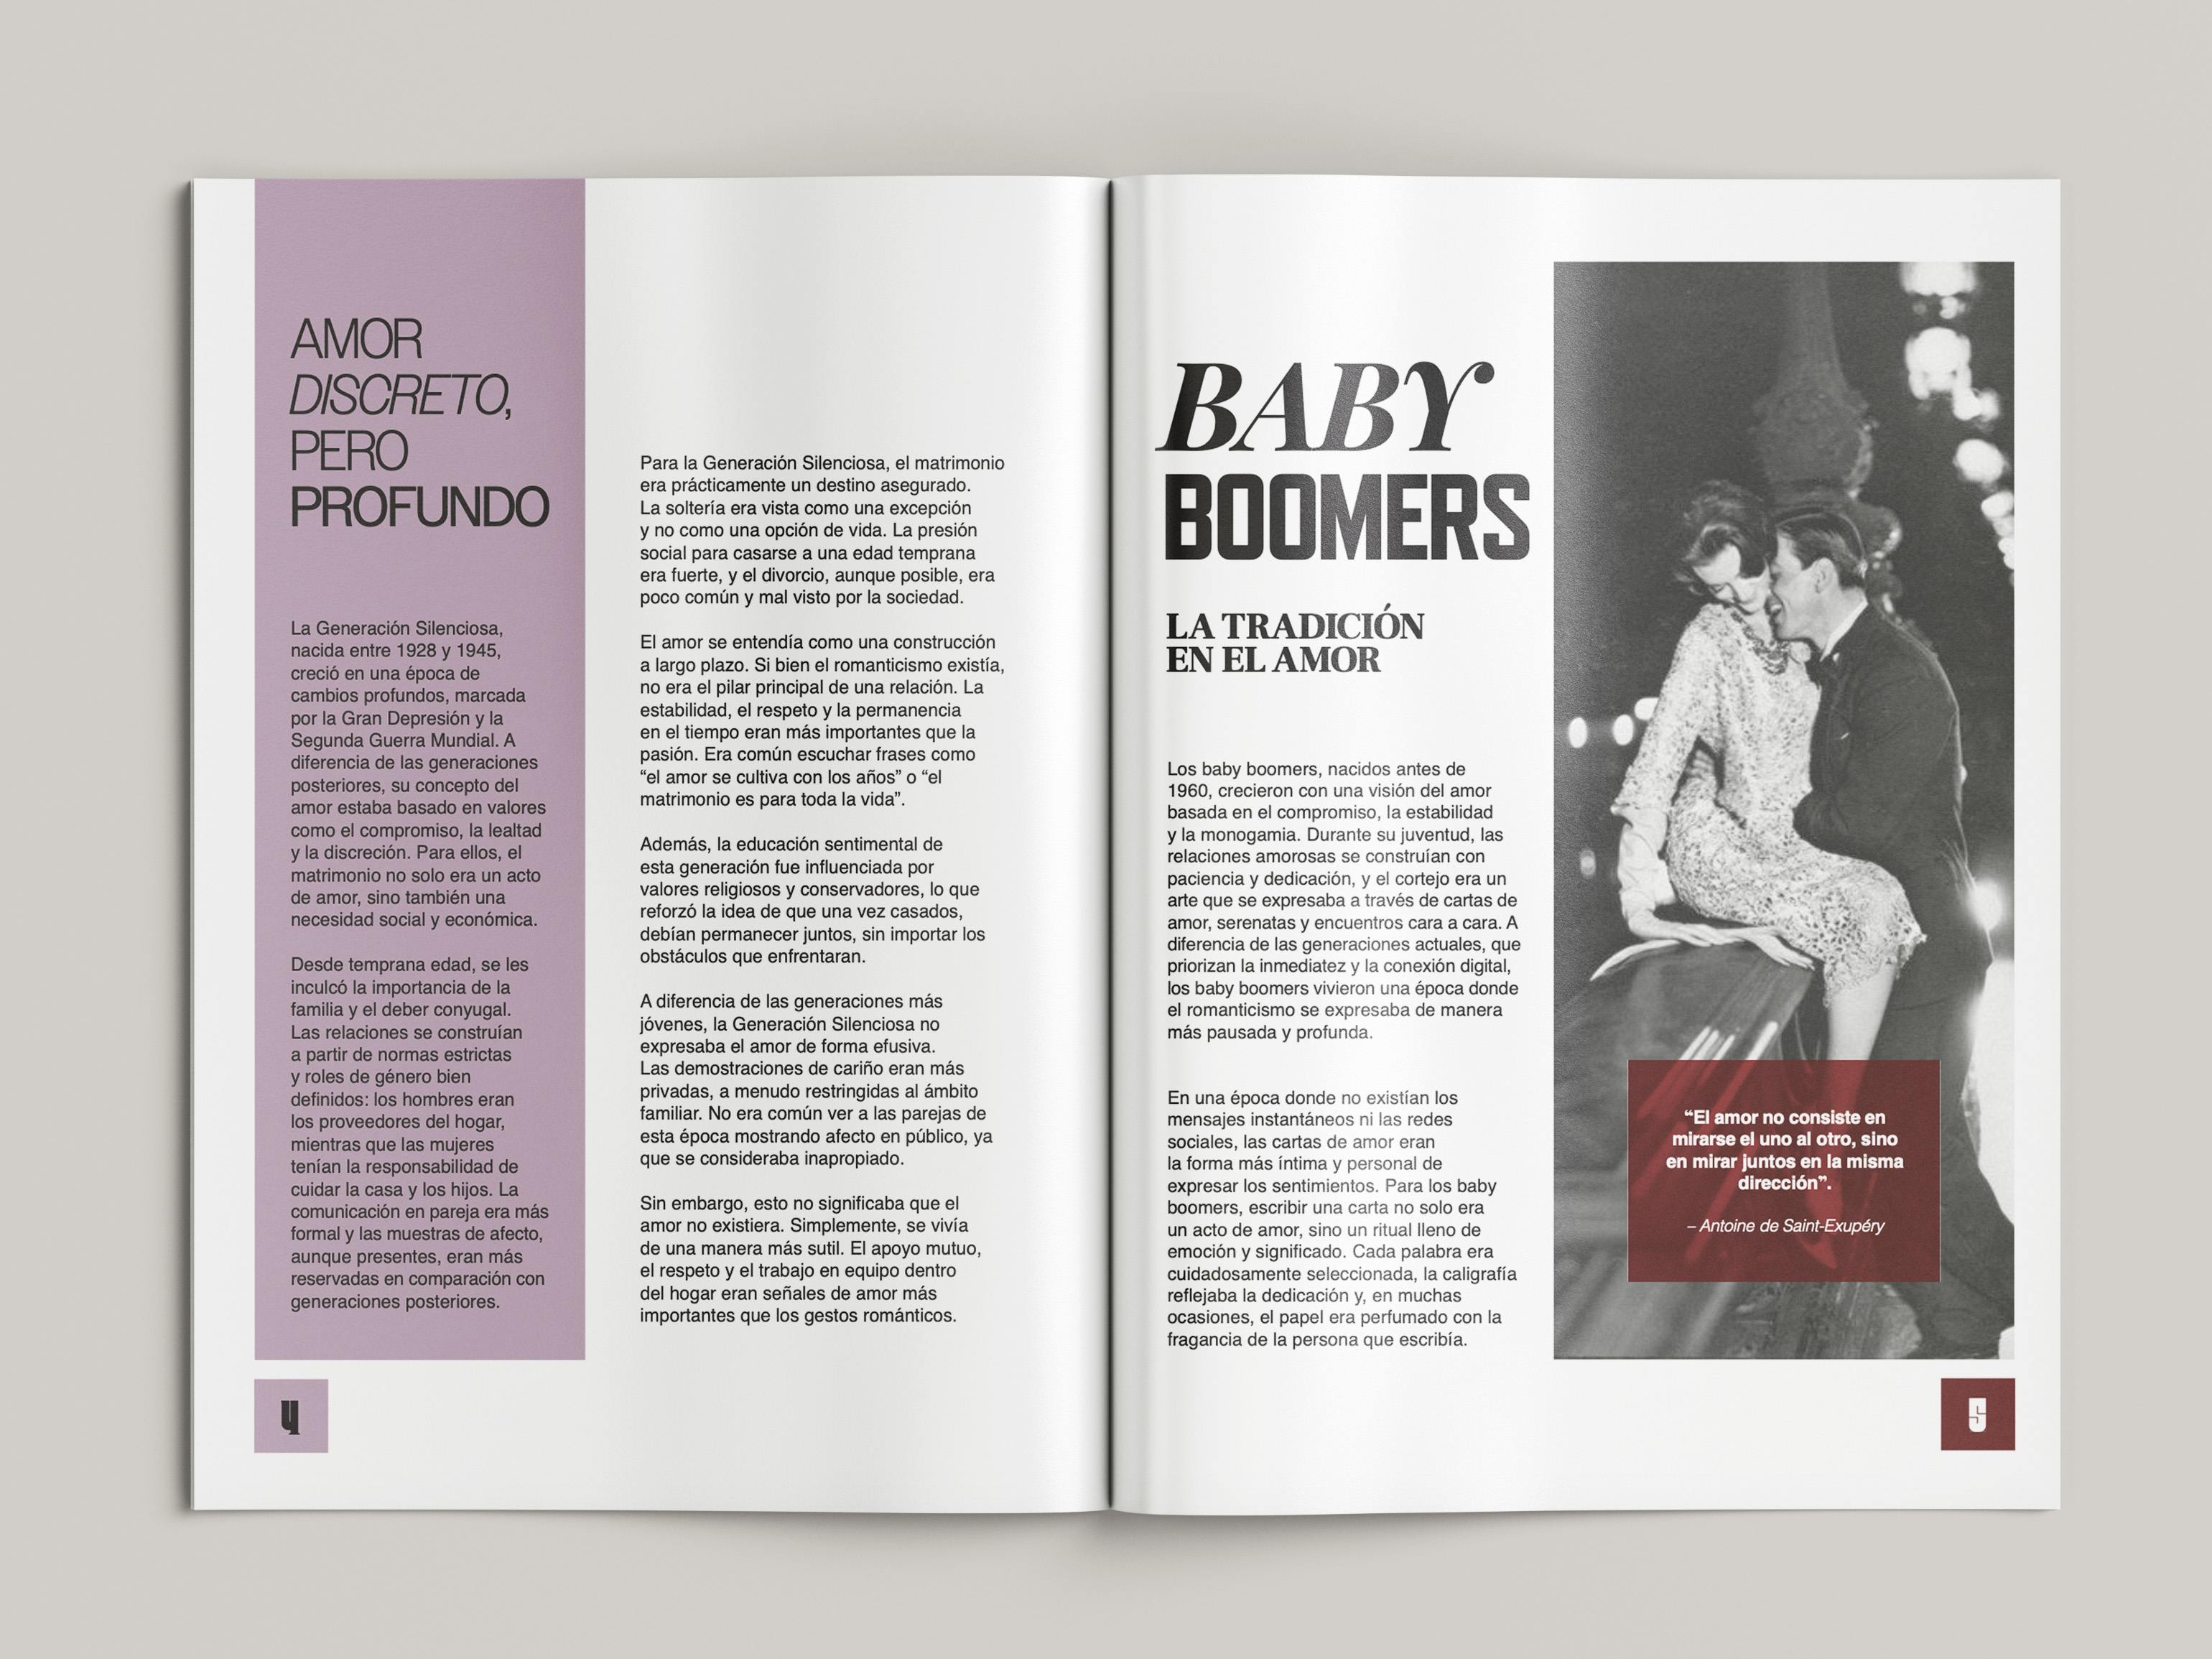 AMOR
DISCRETO,
PERO
PROFUNDO
La Generación Silenciosa,
nacida entre 1928 y 1945,
creció en una época de
cambios profundos, marcada
por la Gran Depresión y la
Segunda Guerra Mundial. A
diferencia de las generaciones
posteriores, su concepto del
amor estaba basado en valores
como el compromiso, la lealtad
y la discreción. Para ellos, el
matrimonio no solo era un acto
de amor, sino también una
necesidad social y económica.
Desde temprana edad, se les
inculcó la importancia de la
familia y el deber conyugal.
Las relaciones se construían
a partir de normas estrictas
y roles de género bien
definidos: los hombres eran
los proveedores del hogar,
mientras que las mujeres
tenían la responsabilidad de
cuidar la casa y los hijos. La
comunicación en pareja era más
formal y las muestras de afecto,
aunque presentes, eran más
reservadas en comparación con
generaciones posteriores.
4
Para la Generación Silenciosa, el matrimonio
era prácticamente un destino asegurado.
La soltería era vista como una excepción
y no como una opción de vida. La presión
social para casarse a una edad temprana
era fuerte, y el divorcio, aunque posible, era
poco común y mal visto por la sociedad.
El amor se entendía como una construcción
a largo plazo. Si bien el romanticismo existía,
no era el pilar principal de una relación. La
estabilidad, el respeto y la permanencia
en el tiempo eran más importantes que la
pasión. Era común escuchar frases como
“el amor se cultiva con los años” o “el
matrimonio es para toda la vida”.
Además, la educación sentimental de
esta generación fue influenciada por
valores religiosos y conservadores, lo que
reforzó la idea de que una vez casados,
debían permanecer juntos, sin importar los
obstáculos que enfrentaran.
A diferencia de las generaciones más
jóvenes, la Generación Silenciosa no
expresaba el amor de forma efusiva.
Las demostraciones de cariño eran más
privadas, a menudo restringidas al ámbito
familiar. No era común ver a las parejas de
esta época mostrando afecto en público, ya
que se consideraba inapropiado.
Sin embargo, esto no significaba que el
amor no existiera. Simplemente, se vivía
de una manera más sutil. El apoyo mutuo,
el respeto y el trabajo en equipo dentro
del hogar eran señales de amor más
importantes que los gestos románticos.
BABY
BOOMERS
LA TRADICIÓN
EN EL AMOR
Los baby boomers, nacidos antes de
1960, crecieron con una visión del amor
basada en el compromiso, la estabilidad
y la monogamia. Durante su juventud, las
relaciones amorosas se construían con
paciencia y dedicación, y el cortejo era un
arte que se expresaba a través de cartas de
amor, serenatas y encuentros cara a cara. A
diferencia de las generaciones actuales, que
priorizan la inmediatez y la conexión digital,
los baby boomers vivieron una época donde
el romanticismo se expresaba de manera
más pausada y profunda.
En una época donde no existían los
mensajes instantáneos ni las redes
sociales, las cartas de amor eran
la forma más íntima y personal de
expresar los sentimientos. Para los baby
boomers, escribir una carta no solo era
un acto de amor, sino un ritual lleno de
emoción y significado. Cada palabra era
cuidadosamente seleccionada, la caligrafía
reflejaba la dedicación y, en muchas
ocasiones, el papel era perfumado con la
fragancia de la persona que escribía.
“El amor no consiste en
mirarse el uno al otro, sino
en mirar juntos en la misma
dirección”.
– Antoine de Saint-Exupéry
5